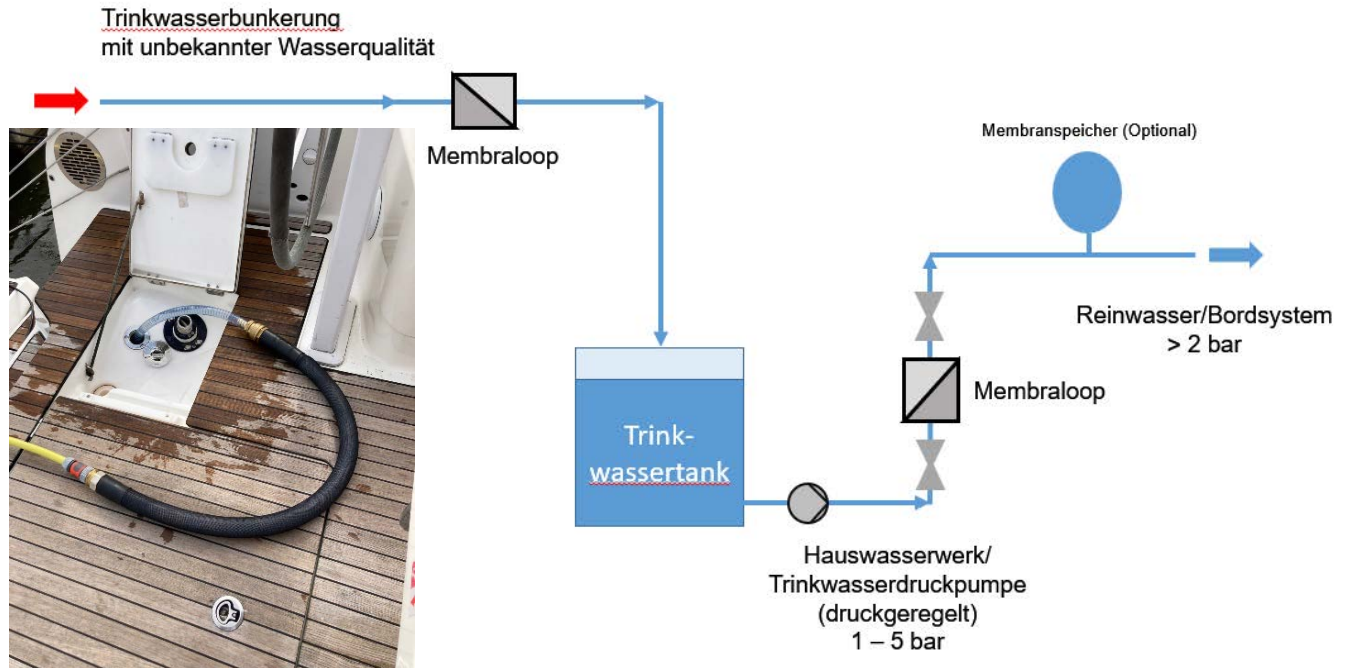 Trinkwasserbunkerung
mit unbekannter Wasserqualität
Membraloop
Membranspeicher (Optional)
Reinwasser/Bordsystem
> 2 bar
Membraloop
Trink-
wassertank
Hauswasserwerk/
Trinkwasserdruckpumpe
(druckgeregelt)
1 – 5 bar